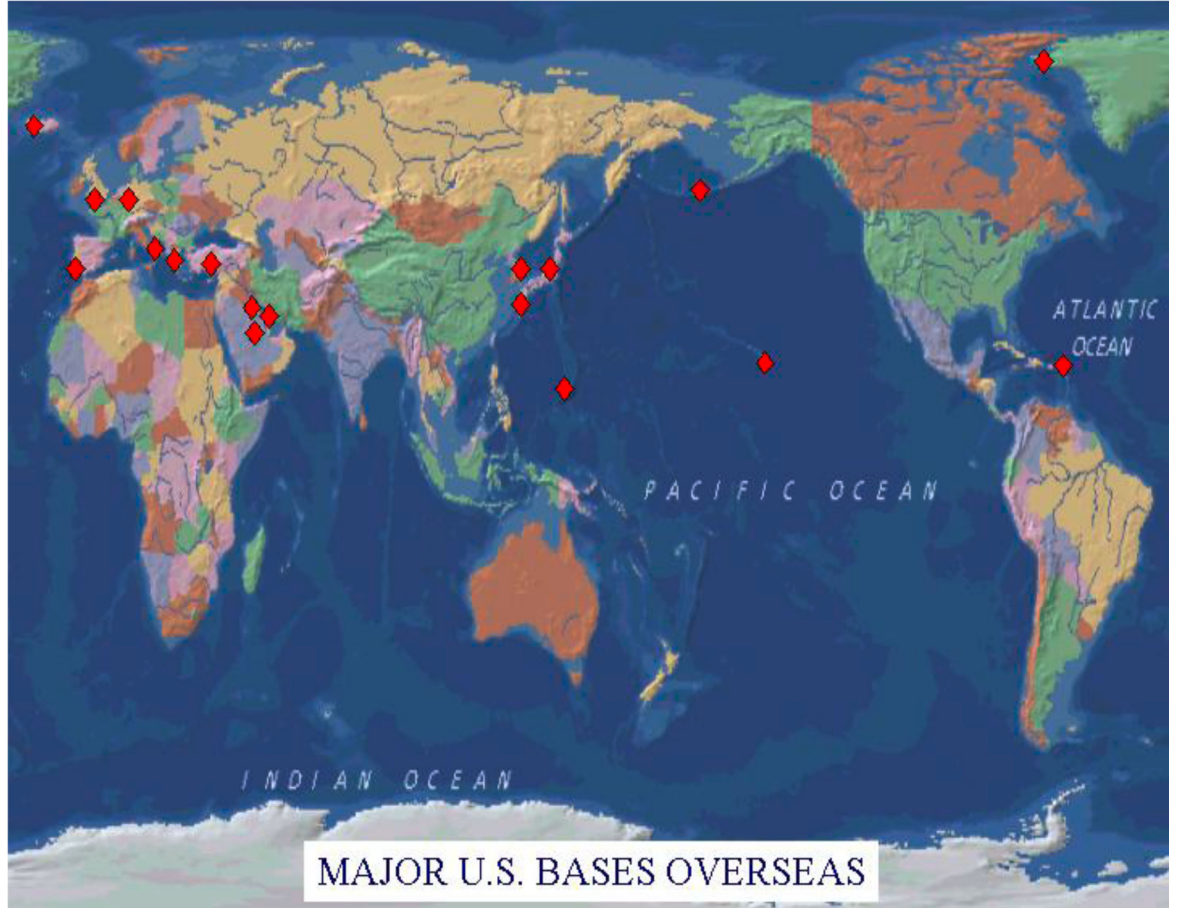 ATLANTIC
OCEAN
PACIFIC OCEAN
INDIAN OCEAN
MAJOR U.S. BASES OVERSEAS